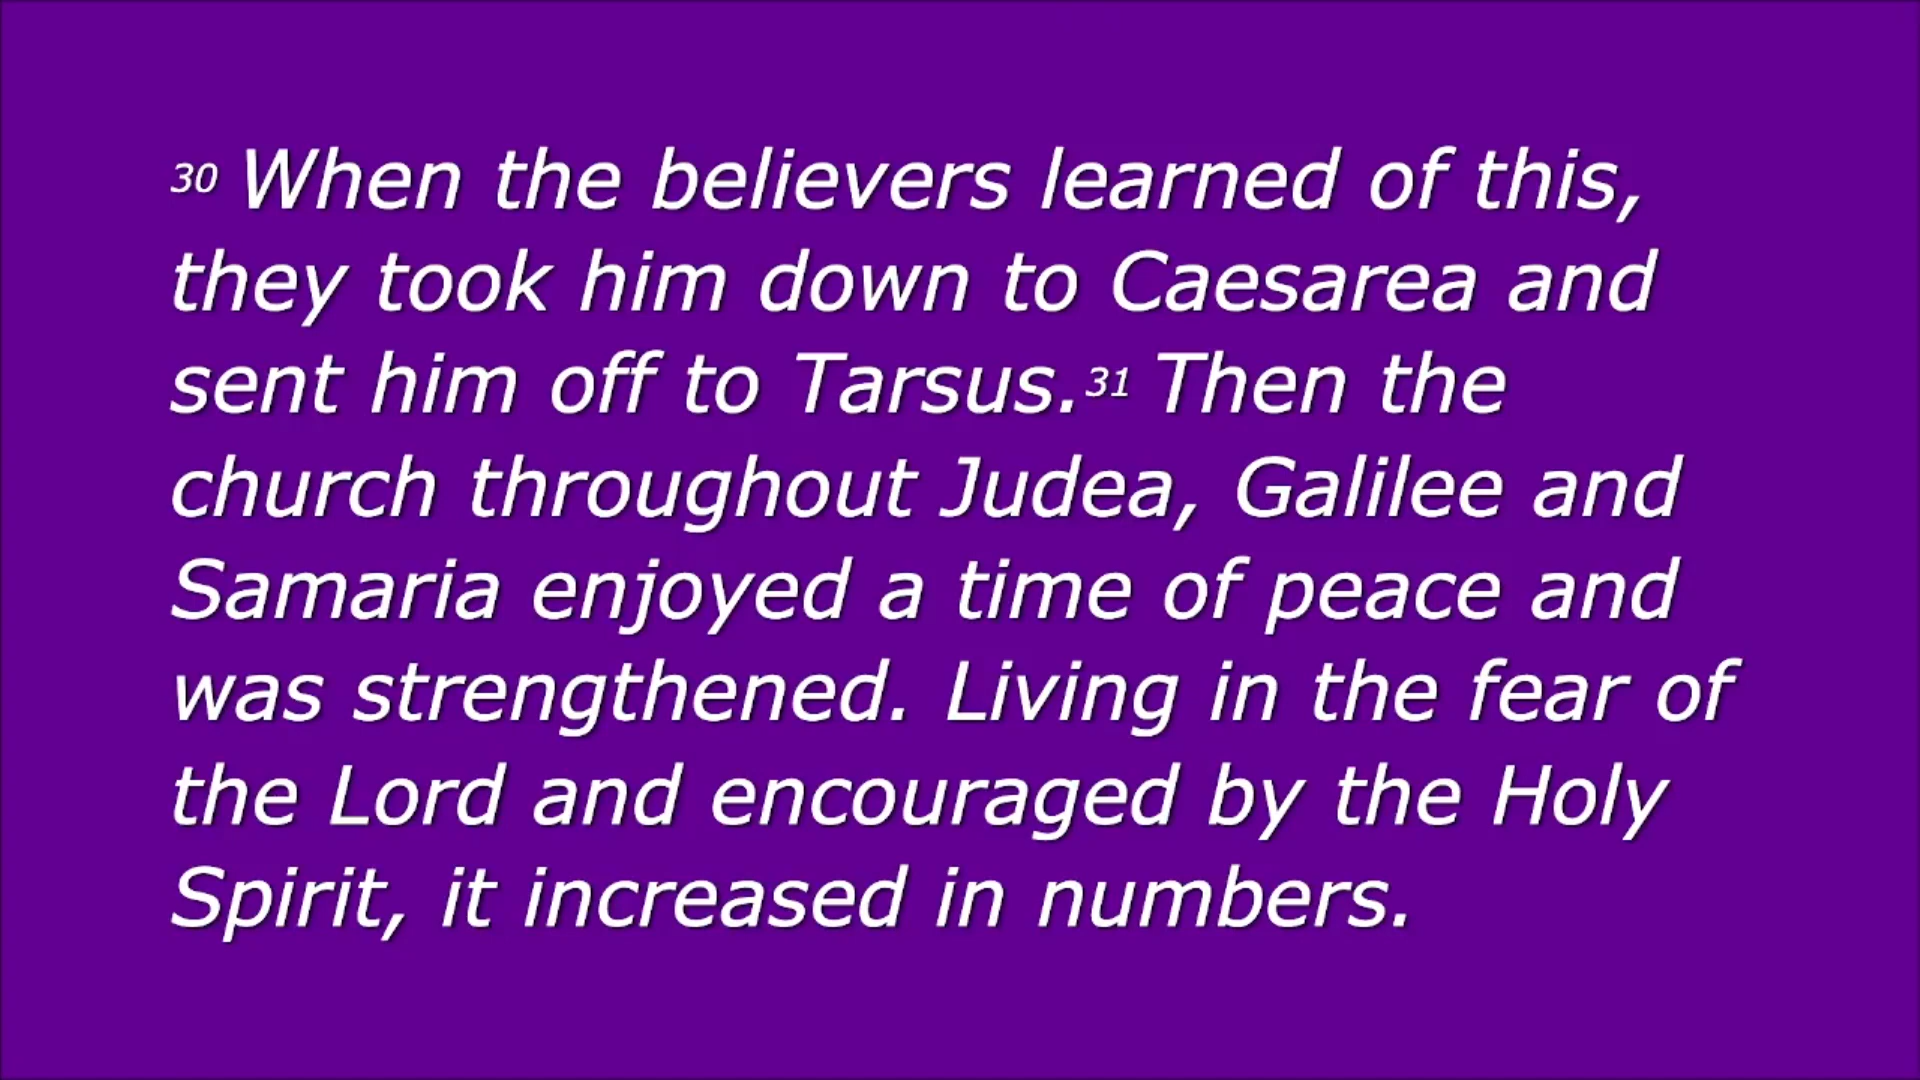 30 When the believers learned of this,
they took him down to Caesarea and
sent him off to Tarsus.31 Then the
church throughout Judea, Galilee and
Samaria enjoyed a time of peace and
was strengthened. Living in the fear of
the Lord and encouraged by the Holy
Spirit, it increased in numbers.